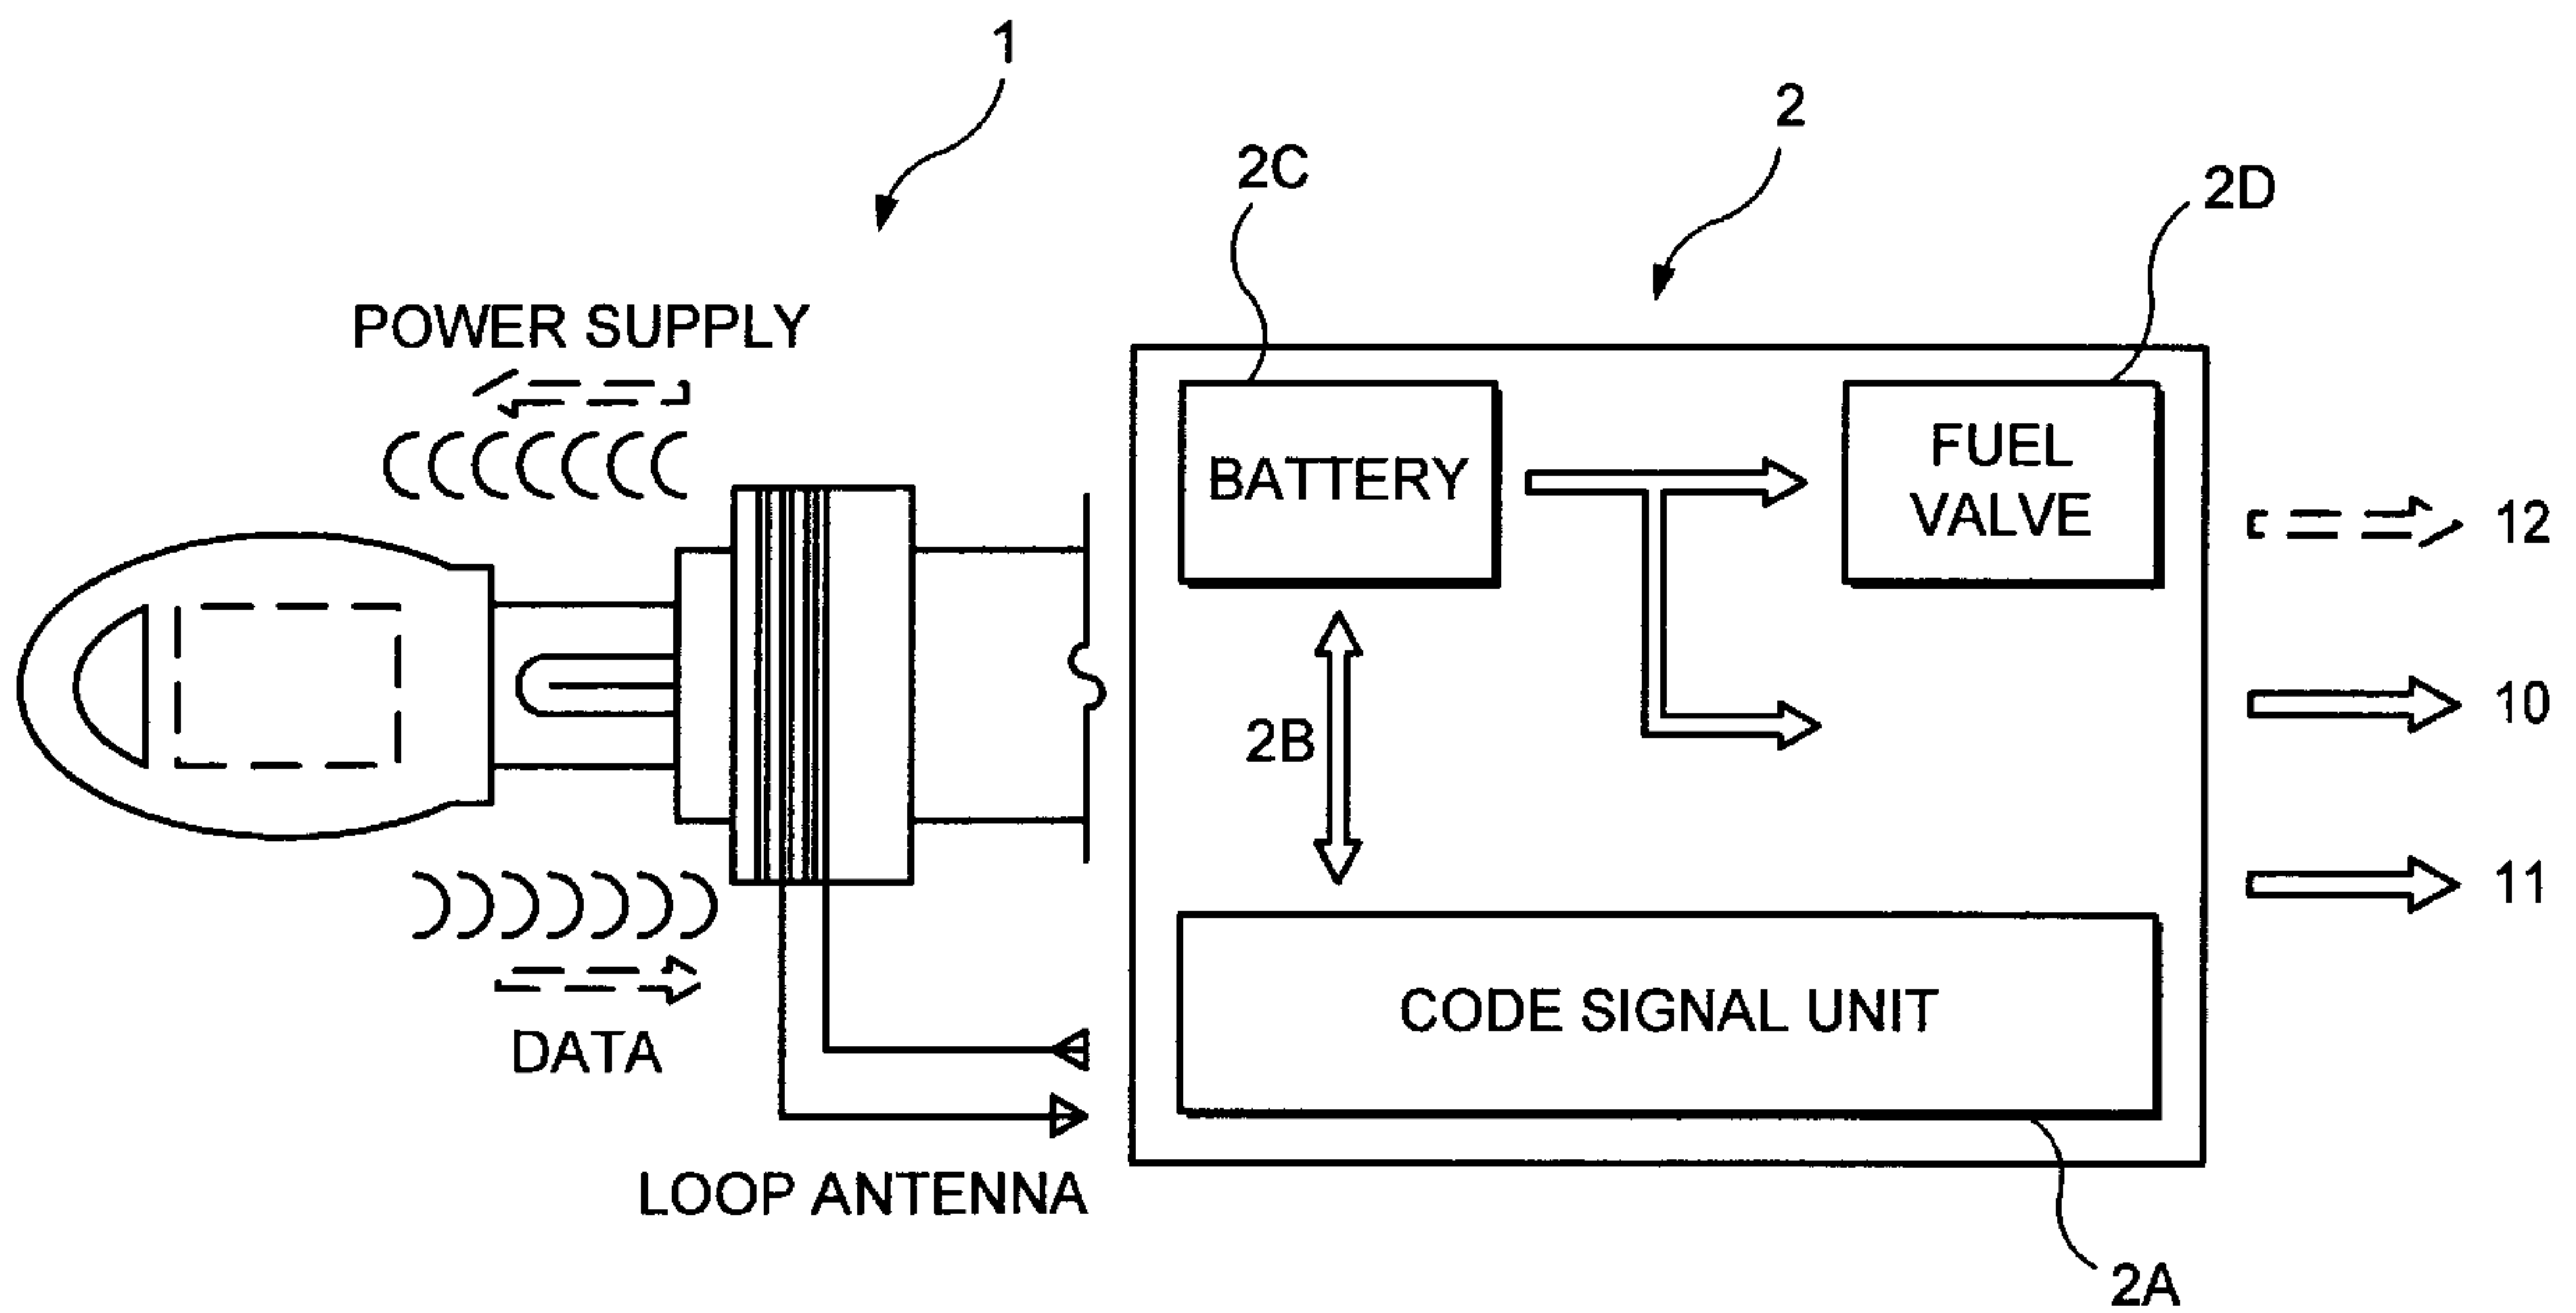 1
2
2C
2D
POWER SUPPLY
BATTERY
FUEL
VALVE
12
10
2B
11
CODE SIGNAL UNIT
DATA
LOOP ANTENNA
2A